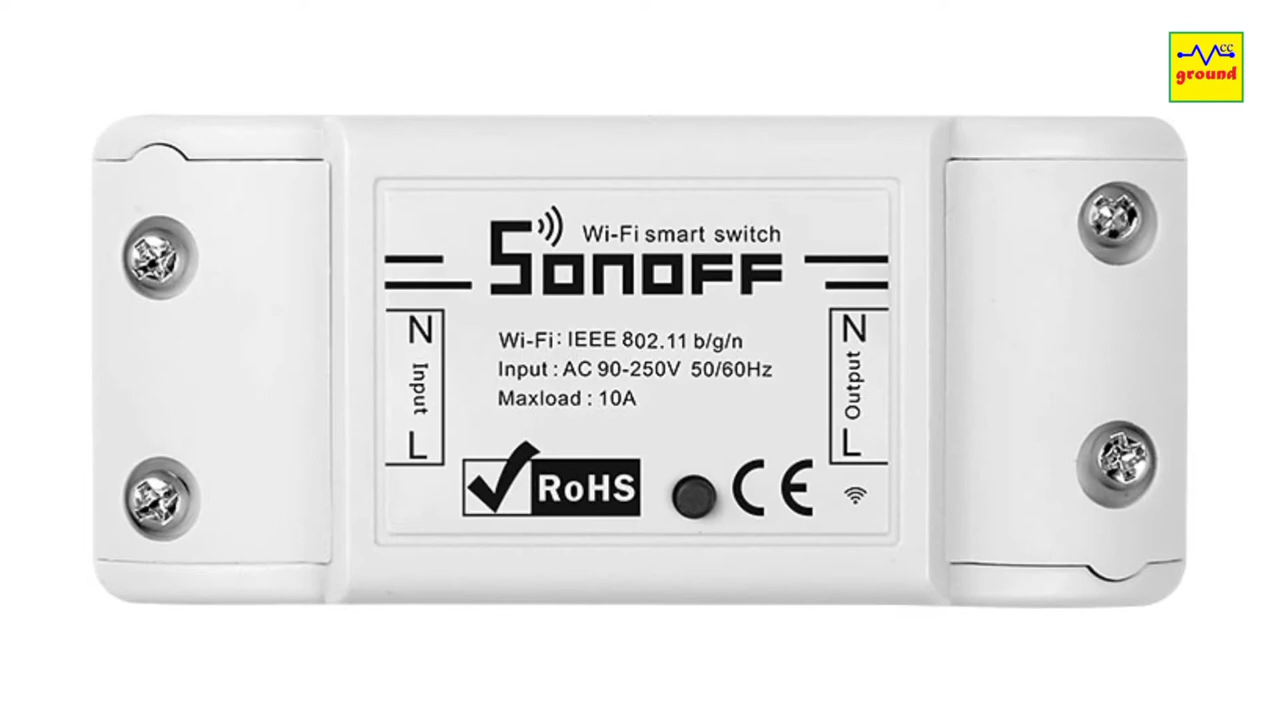 CC
ground
Wi-Fi smart switch
SONOFF
N
Input
L
Wi-Fi: IEEE 802.11 b/g/n
Input : AC 90-250V 50/60Hz
Maxload : 10A
N
Output
L
RoHS
CE